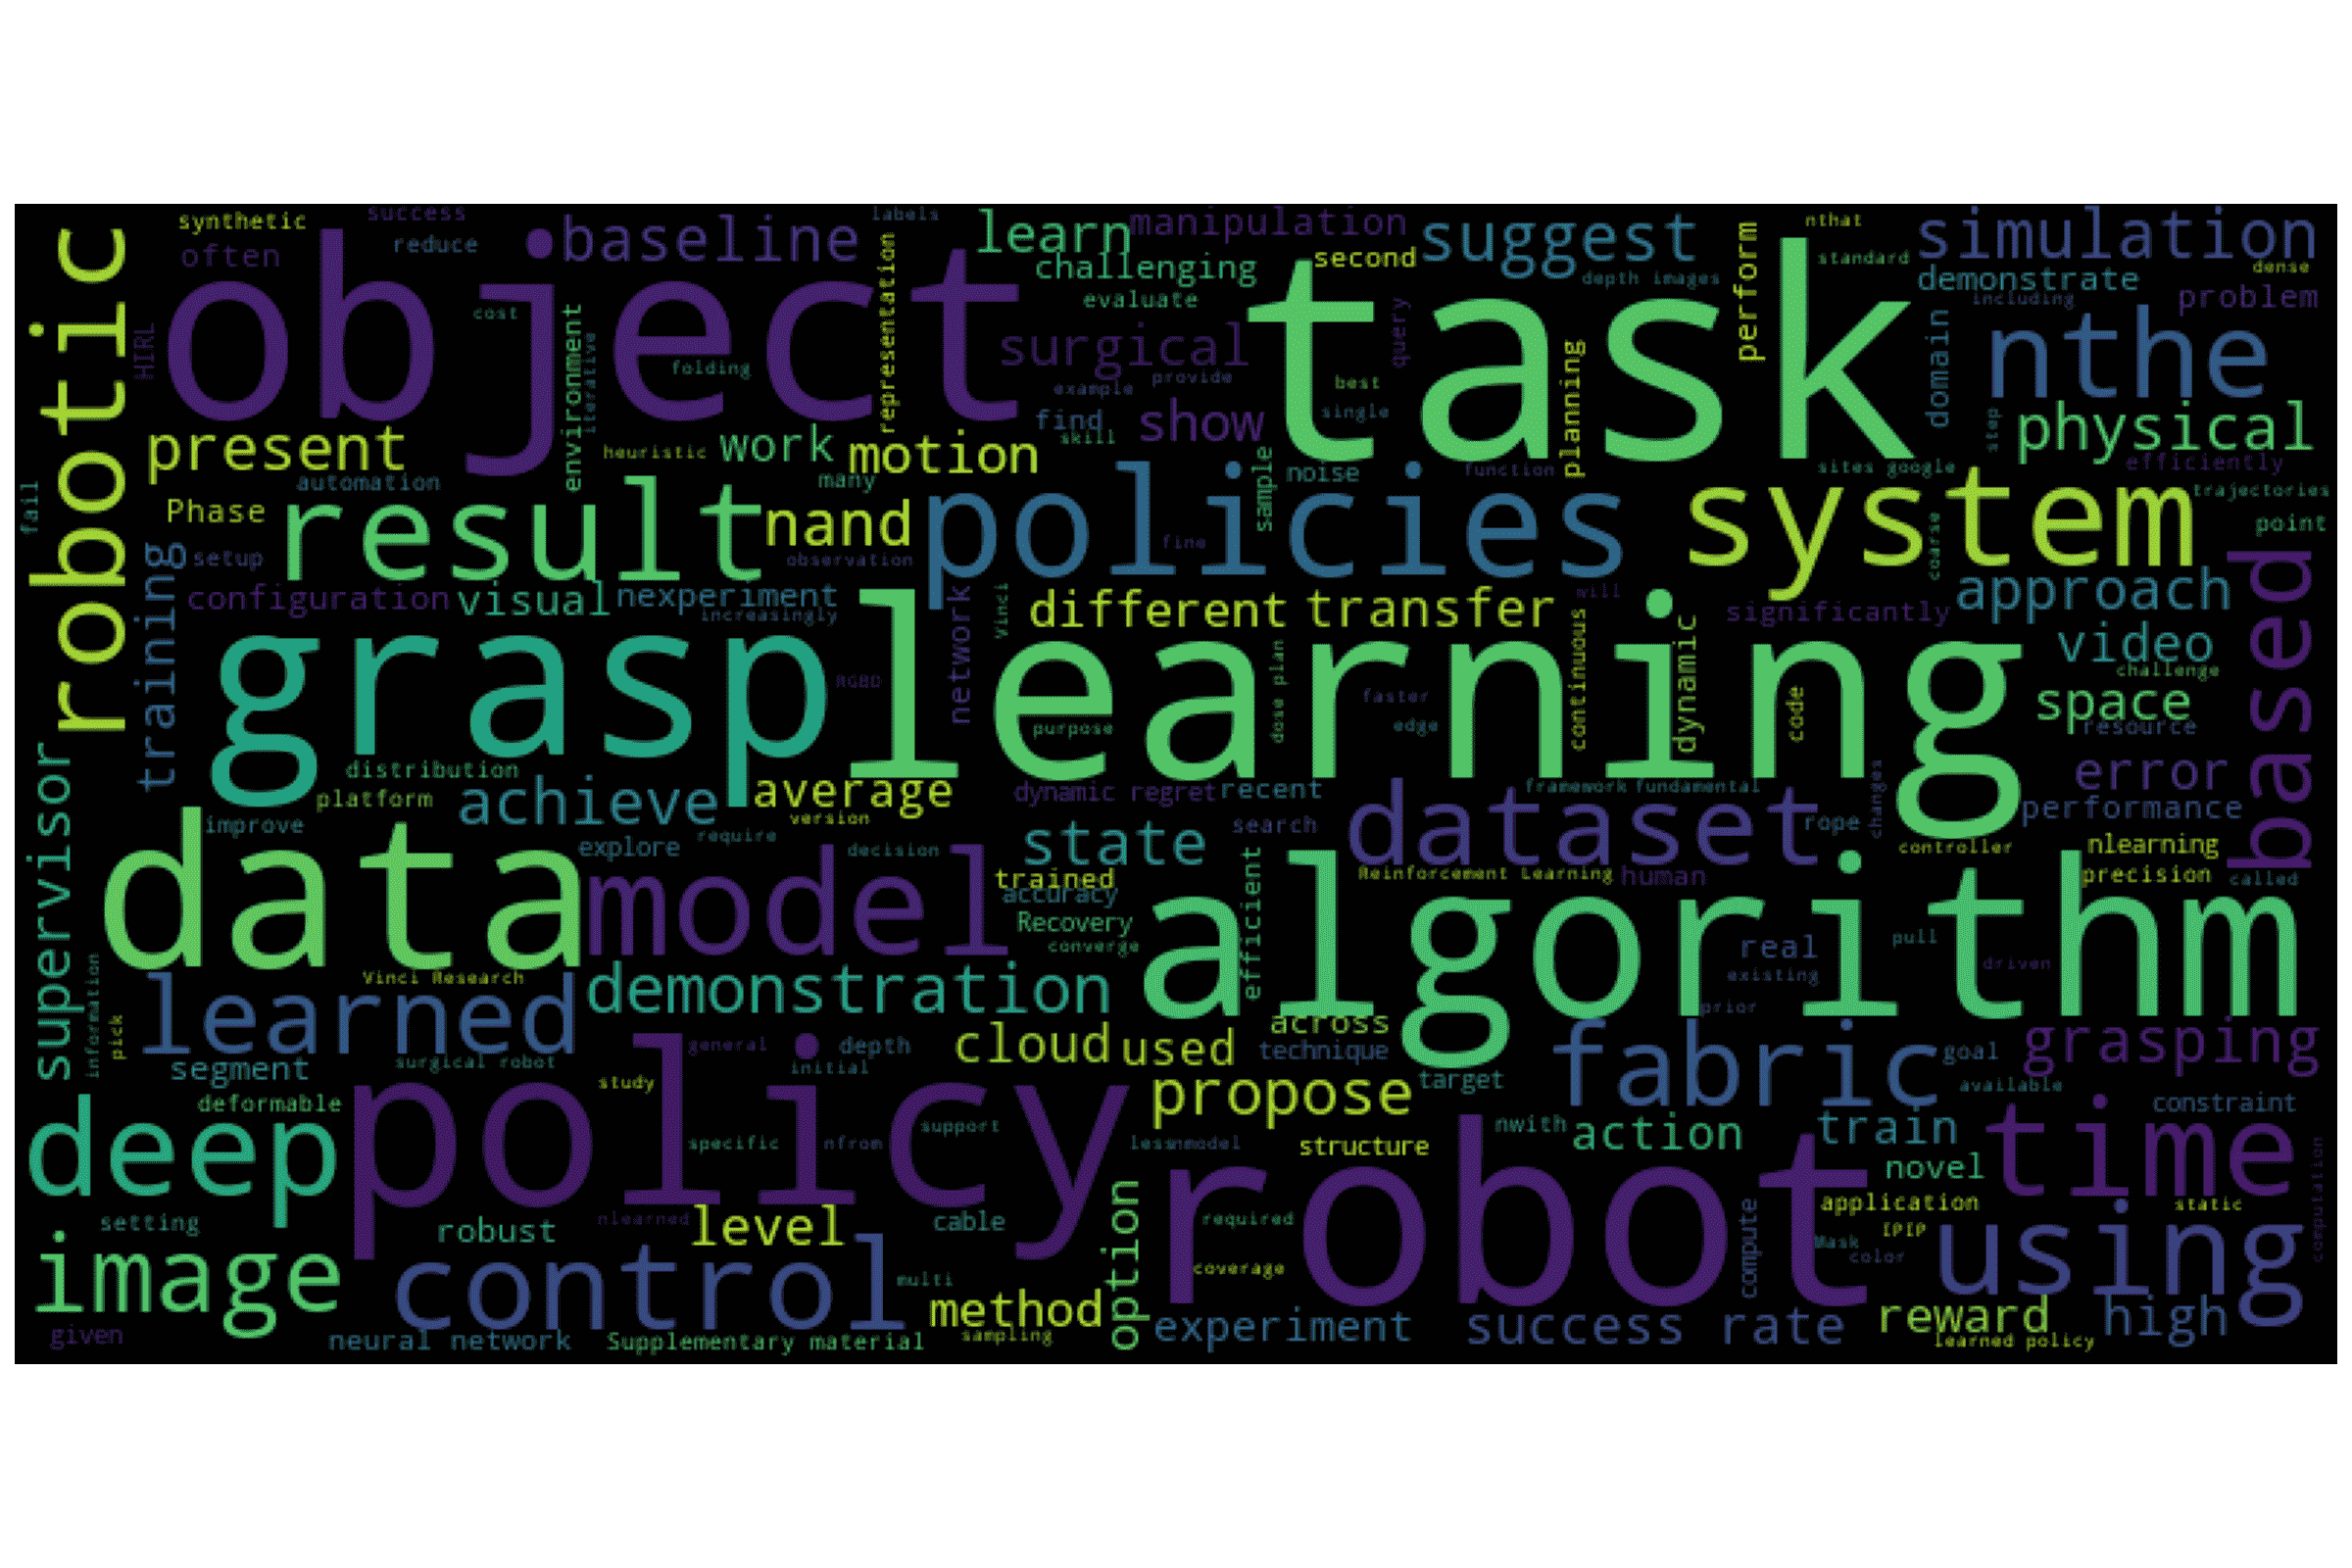 synthetic
success
labels
learn
manipulation
nthat
simulation
often
reduce
baseline
challenging
second
suggest
standard
dense
robotic
object
evaluate
task
depth images
perform
demonstrate
HIRL
cost
environment
iterative
representation
surgical
query
planning
including
problem
folding
example
provide
best
domain
nthe
find
show
single
present
heuristic
work
motion
skill
physical
automation
many
sample
noise
function
sites google
step
efficiently
fail
Phase
result
nand
policies
system
trajectories
setup
observation
fine
coarse
point
training
configuration
visual
nexperiment
increasingly
network
Vinci
different
transfer
will
continuous
dynamic
significantly
approach
based
grasp
learning
RGBD
video
challenge
purpose
dose plan
faster
edge
code
space
resource
supervisor
distribution
platform
achieve
average
version
dynamic regret
recent
framework
fundamental
changes
error
performance
improve
explore
require
decision
state
search
dataset
rope
controller
nlearning
data
model
trained
accuracy
Reinforcement Learning
human
precision
called
Recovery
converge
efficient
algorithm
real
existing
pull
driven
information
pick
learned
Vinci Research
demonstration
prior
segment
surgical robot
general
depth
initial
cloud
used
across
technique
target
fabric
goal
available
grasping
deformable
study
propose
constraint
deep
policy
specific
nfrom
support
less
nmodel
structure
nwith
action
train
novel
time
computation
setting
robust
nlearned
level
cable
option
required
robot
compute
Mask
color
application
IPIP
static
using
image
control
multi
coverage
method
sampling
experiment
success rate
reward
high
learned policy
given
neural network
Supplementary material